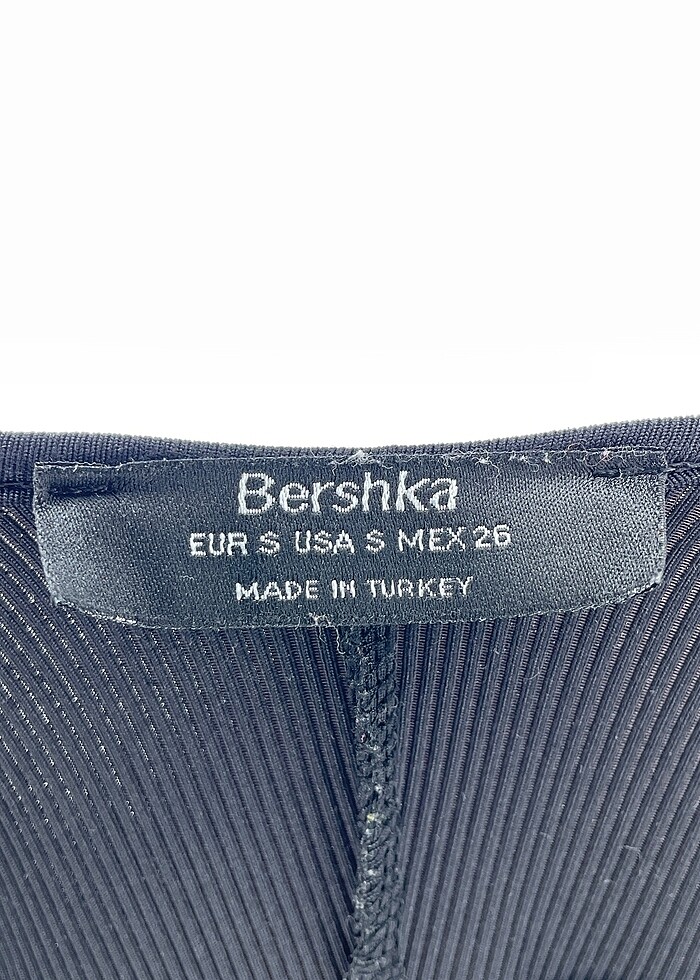 Bershka
EUR S USA S MEX 26
MADE IN TURKEY